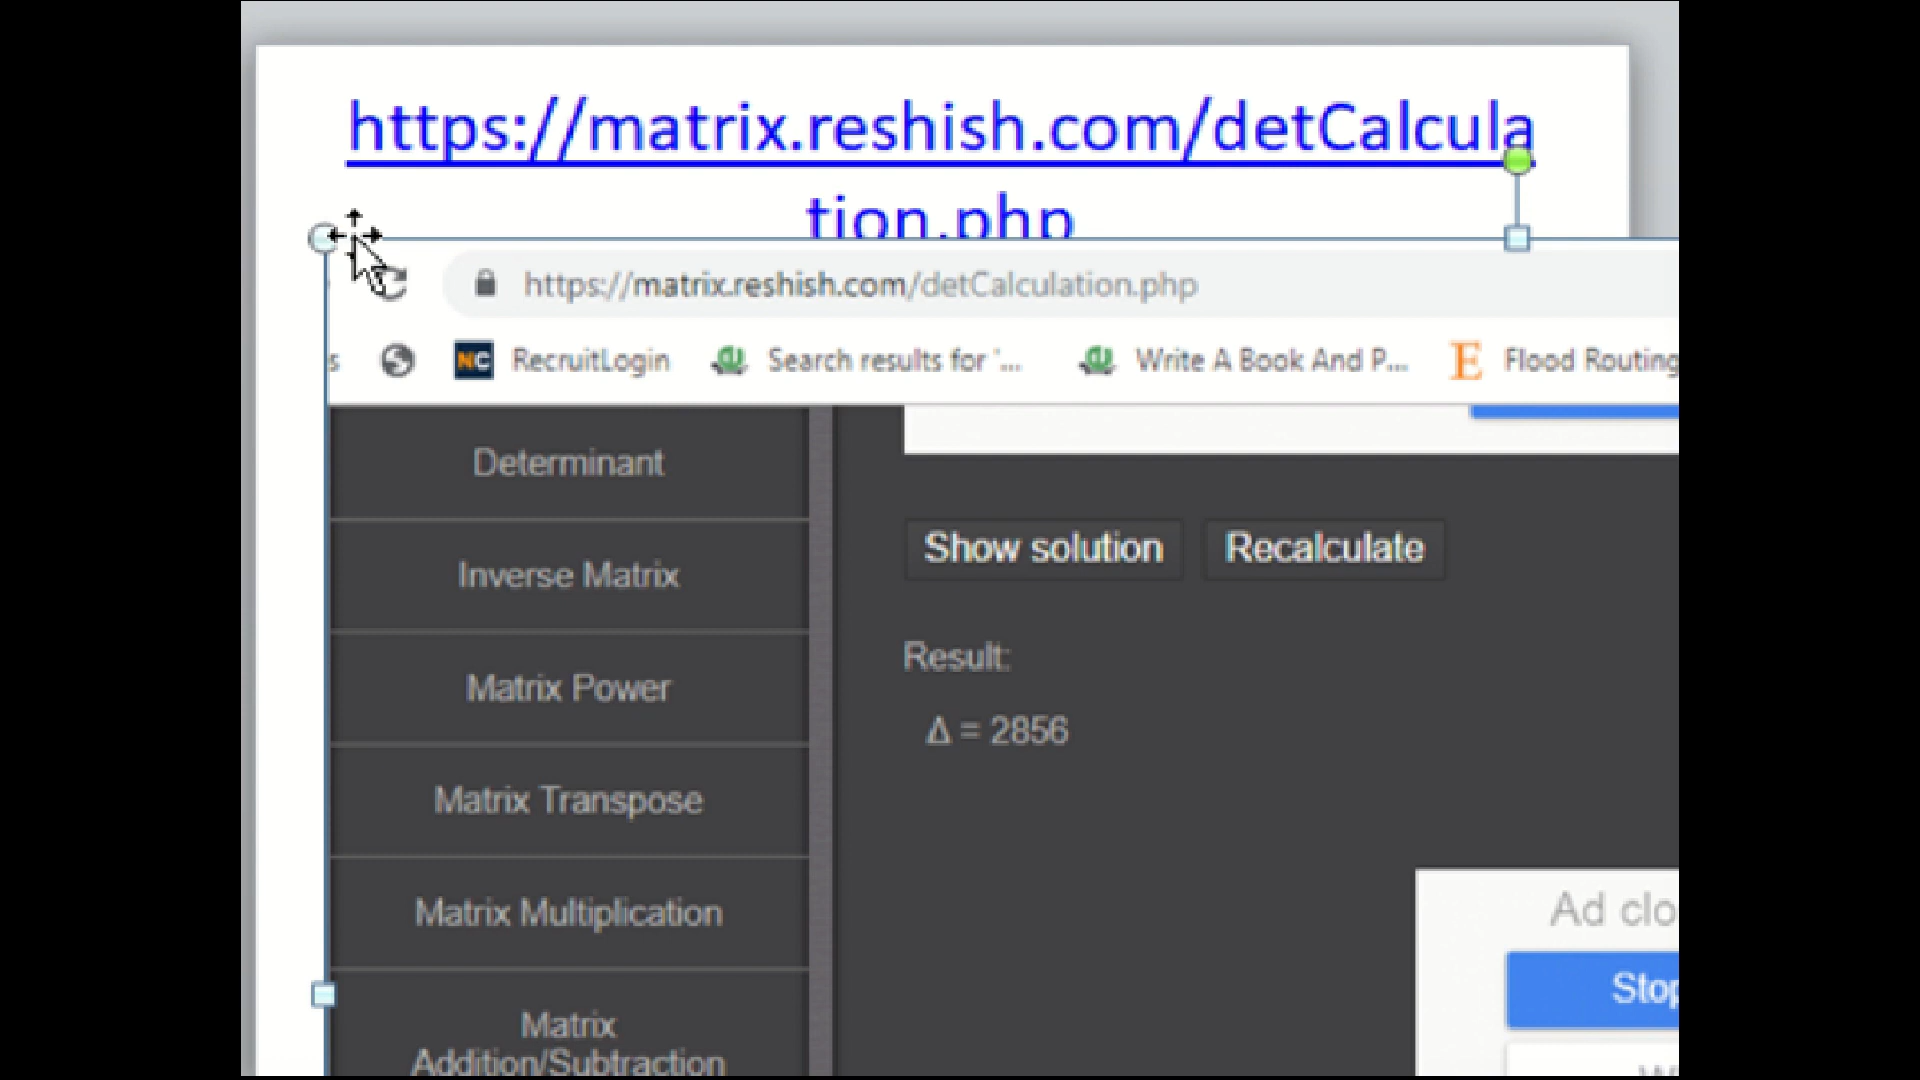 https://matrix.reshish.com/detCalcula
tion.php
https://matrix.reshish.com/detCalculation.php
s NC RecruitLogin Search results for '... Write A Book And P... E Flood Routing
Determinant
Show solution Recalculate
Inverse Matrix
Result:
Matrix Power
Δ = 2856
Matrix Transpose
Matrix Multiplication
Ad clo
Stop
Matrix
Addition/Subtraction